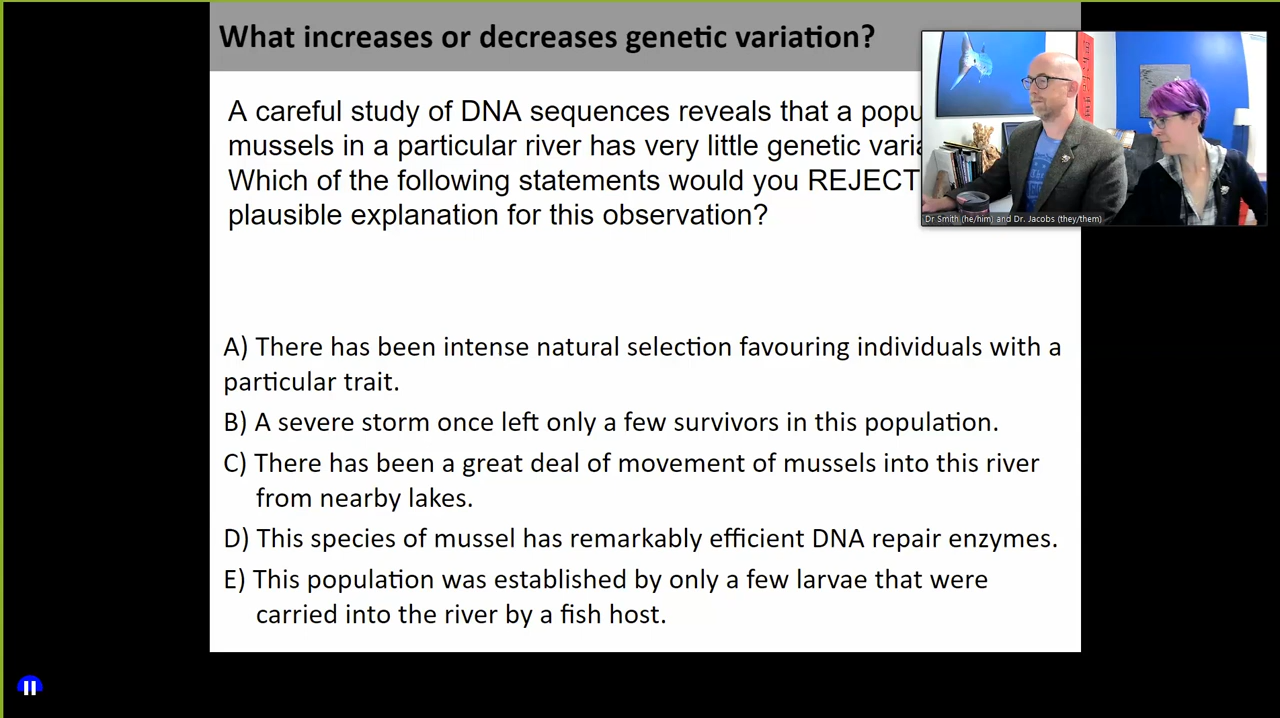 What increases or decreases genetic variation?
A careful study of DNA sequences reveals that a
mussels in a particular river has very little genetic
Which of the following statements would you REJECT
plausible explanation for this observation?
Dr Smith (he/him) and Dr. Jacobs (they/them)
A) There has been intense natural selection favouring individuals with a
particular trait.
B) A severe storm once left only a few survivors in this population.
C) There has been a great deal of movement of mussels into this river
from nearby lakes.
D) This species of mussel has remarkably efficient DNA repair enzymes.
E) This population was established by only a few larvae that were
carried into the river by a fish host.